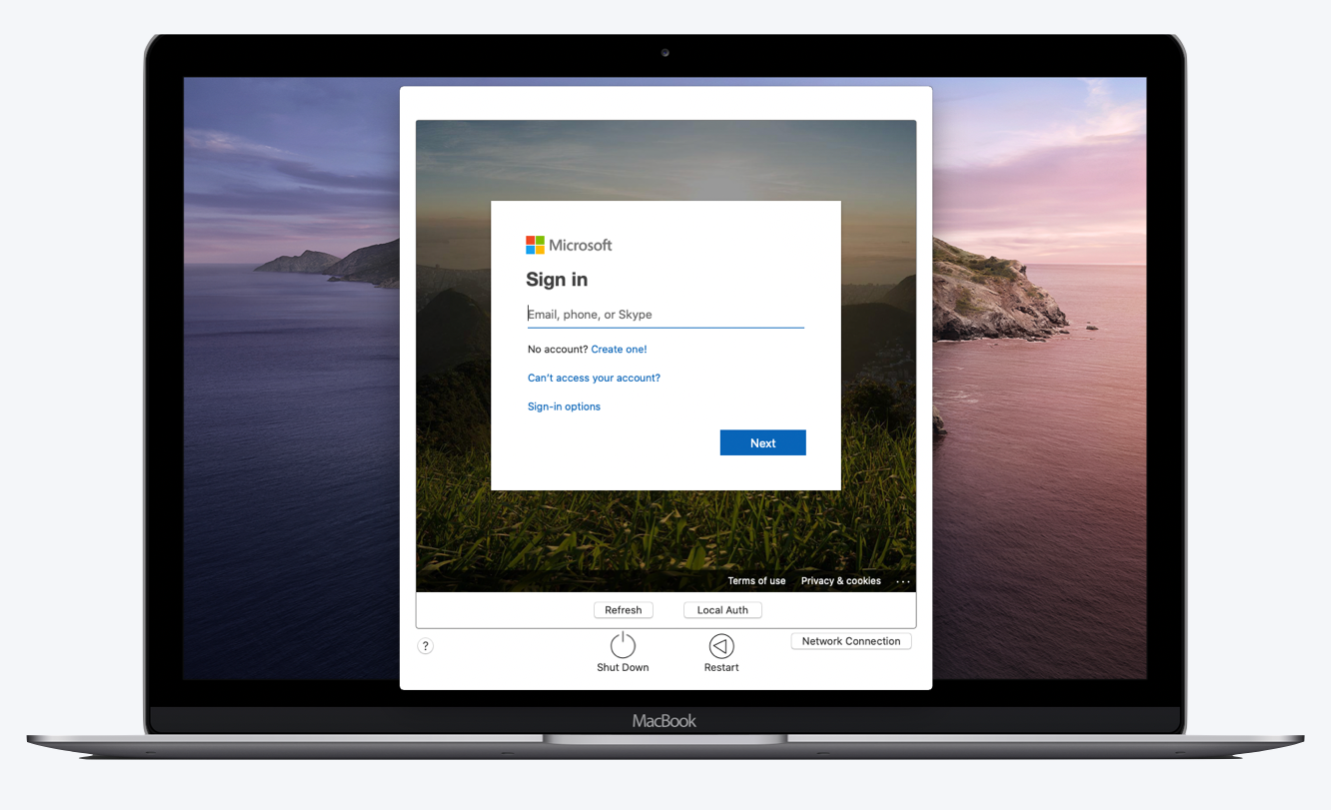 Microsoft
Sign in
Email, phone, or Skype
No account? Create one!
Can't access your account?
Sign-in options
Next
Terms of use Privacy & cookies ...
Refresh Local Auth
? Shut Down Restart Network Connection
MacBook